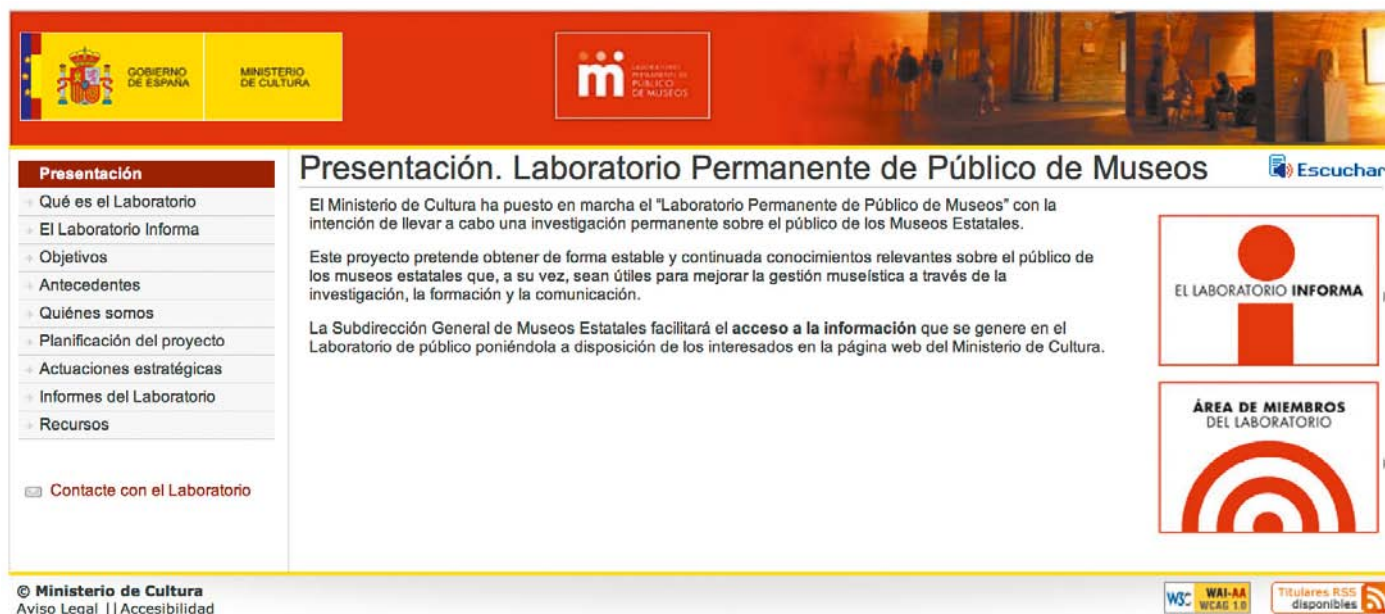 GOBIERNO
DE ESPAÑA
MINISTERIO
DE CULTURA
m
LABORATORIO
PERMANENTE DE
PÚBLICO
DE MUSEOS
Presentación
Qué es el Laboratorio
El Laboratorio Informa
Objetivos
Antecedentes
Quiénes somos
Planificación del proyecto
Actuaciones estratégicas
Informes del Laboratorio
Recursos
Contacte con el Laboratorio
Presentación. Laboratorio Permanente de Público de Museos
Escuchar
El Ministerio de Cultura ha puesto en marcha el "Laboratorio Permanente de Público de Museos" con la
intención de llevar a cabo una investigación permanente sobre el público de los Museos Estatales.
Este proyecto pretende obtener de forma estable y continuada conocimientos relevantes sobre el público de
los museos estatales que, a su vez, sean útiles para mejorar la gestión museística a través de la
investigación, la formación y la comunicación.
La Subdirección General de Museos Estatales facilitará el acceso a la información que se genere en el
Laboratorio de público poniéndola a disposición de los interesados en la página web del Ministerio de Cultura.
EL LABORATORIO INFORMA
ÁREA DE MIEMBROS
DEL LABORATORIO
© Ministerio de Cultura
Aviso Legal || Accesibilidad
W3C WAI-AA
WCAG 1.0
Titulares RSS
disponibles